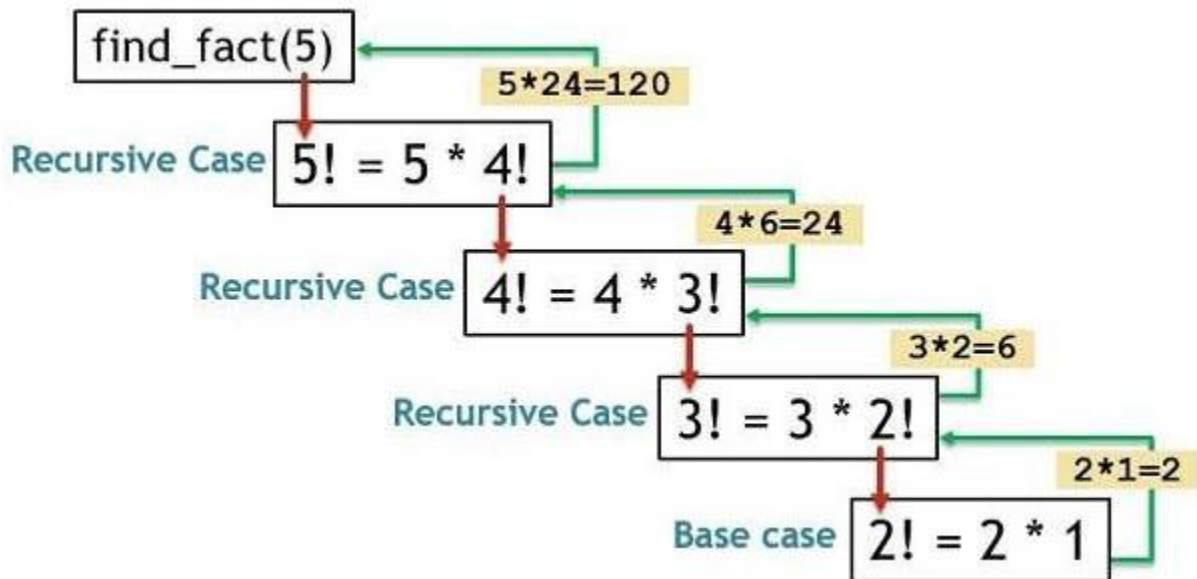 find_fact(5)
5*24=120
Recursive Case
5! = 5 * 4!
4*6=24
Recursive Case
4! = 4 * 3!
3*2=6
Recursive Case
3! = 3 * 2!
2*1=2
Base case
2! = 2 * 1